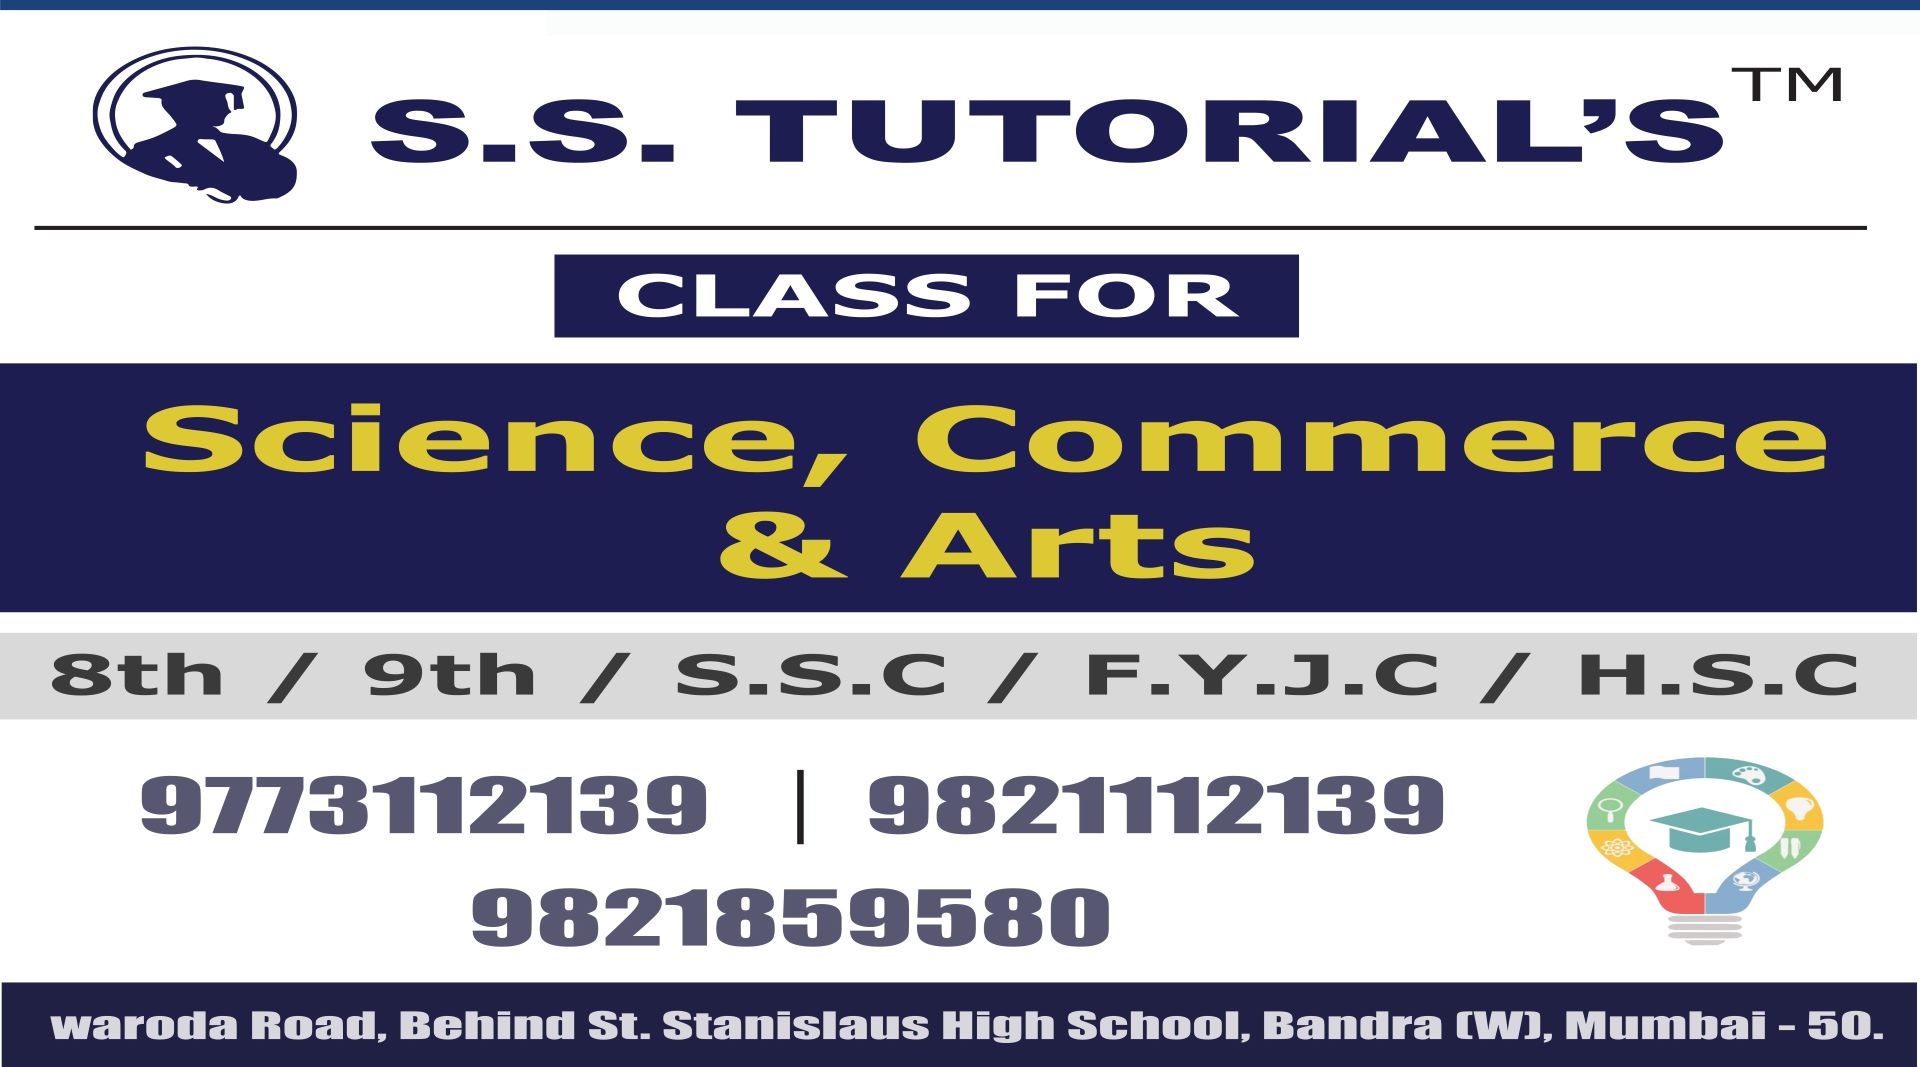 S.S. TUTORIAL’S™
CLASS FOR
Science, Commerce
& Arts
8th / 9th / S.S.C / F.Y.J.C / H.S.C
9773112139 | 9821112139
9821859580
waroda Road, Behind St. Stanislaus High School, Bandra (W), Mumbai - 50.